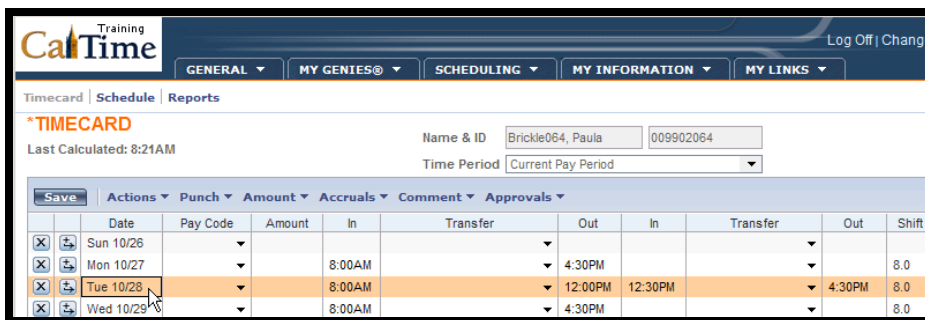 Training
CalTime
Log Off | Chang
GENERAL MY GENIES® SCHEDULING MY INFORMATION MY LINKS
Timecard | Schedule | Reports
*TIMECARD
Last Calculated: 8:21AM
Name & ID Brickle064, Paula 009902064
Time Period Current Pay Period
Save Actions Punch Amount Accruals Comment Approvals
Date Pay Code Amount In Transfer Out In Transfer Out Shift
Sun 10/26
Mon 10/27 8:00AM 4:30PM 8.0
Tue 10/28 8:00AM 12:00PM 12:30PM 4:30PM 8.0
Wed 10/29 8:00AM 4:30PM 8.0